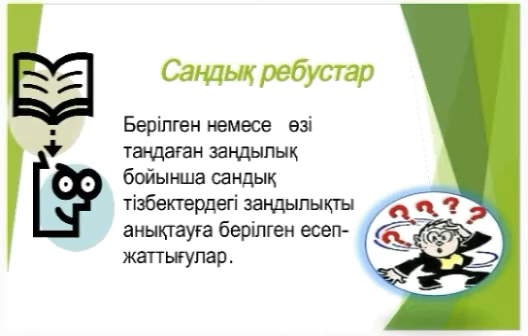 Сандық ребустар
Берілген немесе өзі
таңдаған заңдылық
бойынша сандық
тізбектердегі заңдылықты
анықтауға берілген есеп-
жаттығулар.
? ? ? ? ?